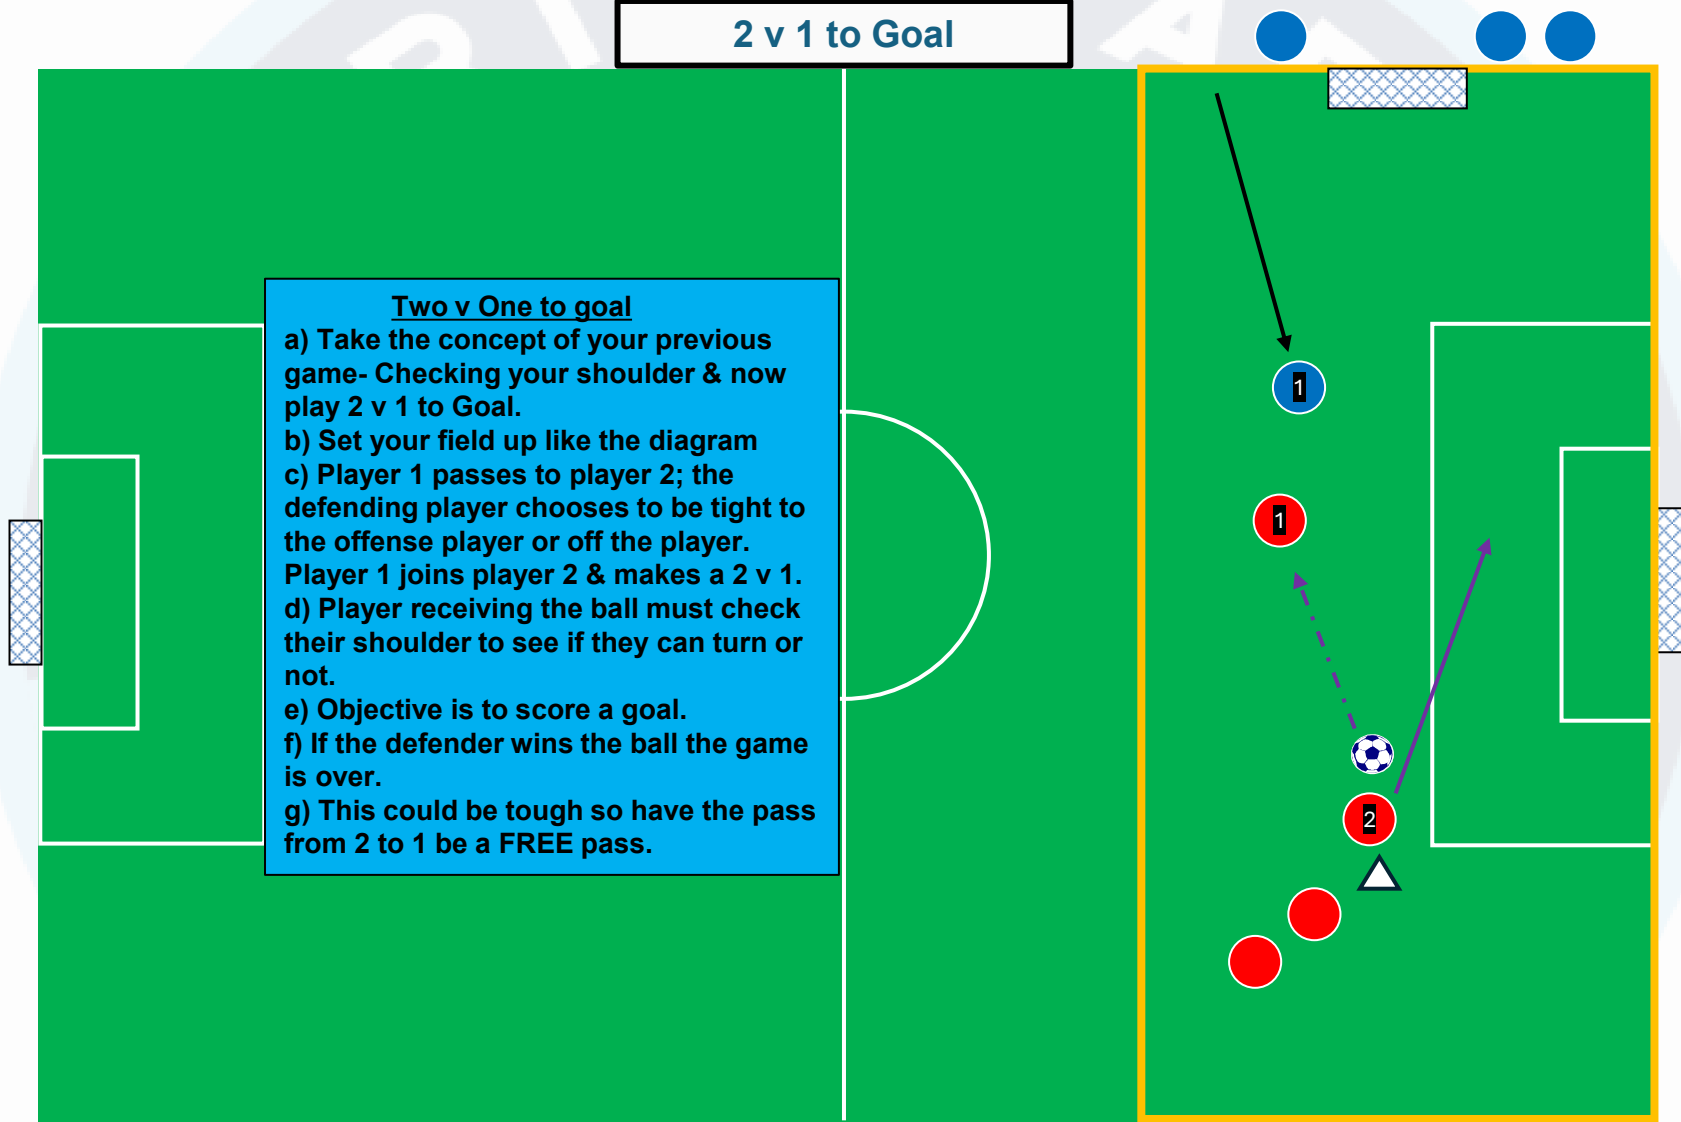 2 v 1 to Goal
Two v One to goal
a) Take the concept of your previous
game- Checking your shoulder & now
play 2 v 1 to Goal.
b) Set your field up like the diagram
c) Player 1 passes to player 2; the
defending player chooses to be tight to
the offense player or off the player.
Player 1 joins player 2 & makes a 2 v 1.
d) Player receiving the ball must check
their shoulder to see if they can turn or
not.
e) Objective is to score a goal.
f) If the defender wins the ball the game
is over.
g) This could be tough so have the pass
from 2 to 1 be a FREE pass.
1
1
2